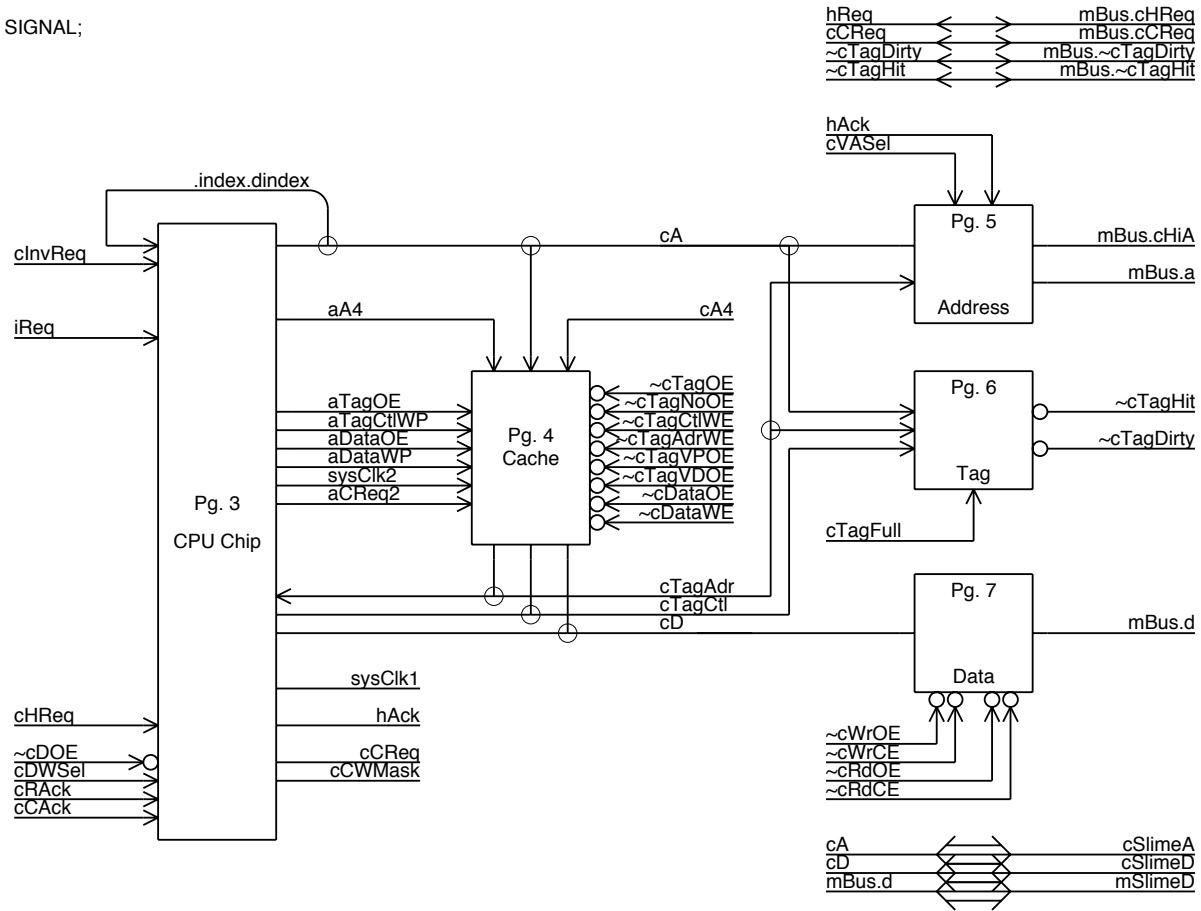 SIGNAL;
hReq mBus.cHReq
cCReq mBus.cCReq
~cTagDirty mBus.~cTagDirty
~cTagHit mBus.~cTagHit
hAck
cVASel
.index.dindex
Pg. 5
cInvReq
cA
mBus.cHiA
mBus.a
aA4
cA4
Address
iReq
~cTagOE
aTagOE
~cTagNoOE
Pg. 6
~cTagHit
aTagCtlWP
~cTagCtlWE
aDataOE
Pg. 4
~cTagAdrWE
~cTagDirty
aDataWP
Cache
~cTagVPOE
sysClk2
~cTagVDOE
Tag
aCReq2
~cDataOE
Pg. 3
~cDataWE
CPU Chip
cTagFull
cTagAdr
Pg. 7
cTagCtl
cD
mBus.d
sysClk1
Data
cHReq
hAck
~cWrOE
~cDOE
cCReq
~cWrCE
cDWSel
cCWMask
~cRdOE
cRAck
~cRdCE
cCAck
cA cSlimeA
cD cSlimeD
mBus.d mSlimeD